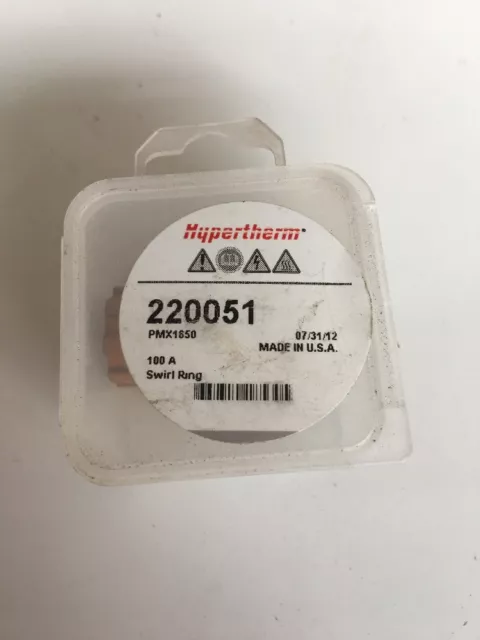 Hypertherm
220051
PMX1650 07/31/12
MADE IN U.S.A.
100 A
Swirl Ring